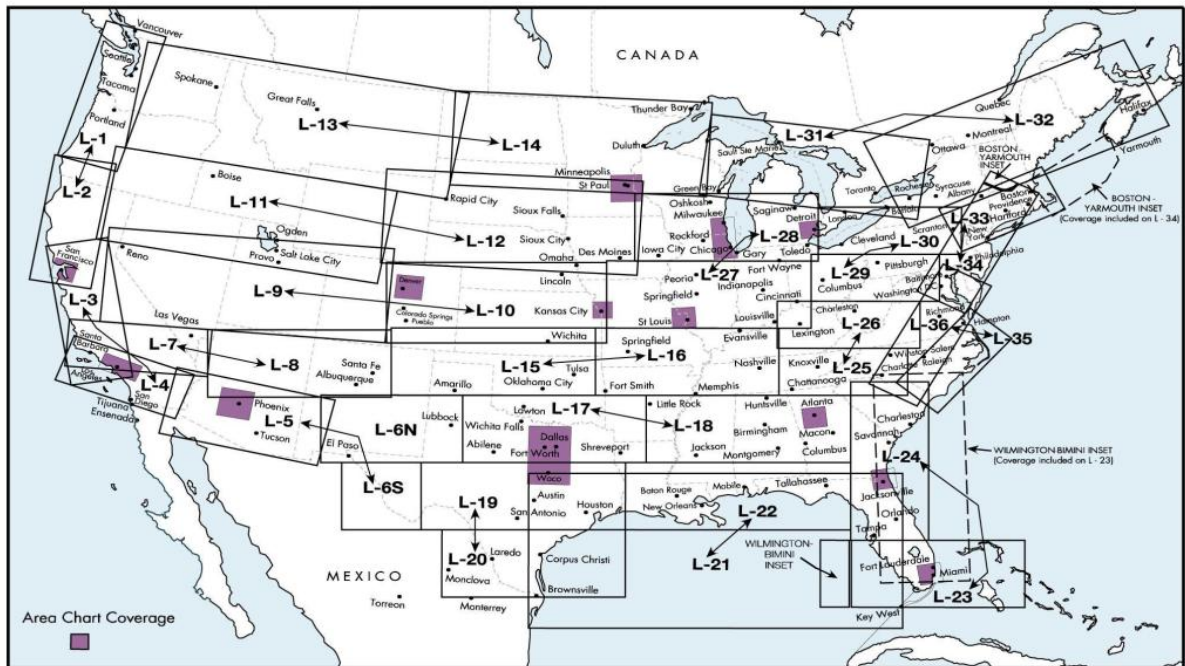 Vancouver
CANADA
Seattle
Spokane
Tacoma
Great Falls
Thunder Bay
Quebec
Halifax
Portland
L-13
L-14
L-31
L-32
Montreal
L-1
Duluth
Sault Ste Marie
Ottawa
Yarmouth
BOSTON
YARMOUTH
INSET
L-2
Boise
Minneapolis
St Paul
Green Bay
Toronto
Rochester
Syracuse
Albany
Boston
Providence
Hartford
BOSTON -
YARMOUTH INSET
(Coverage included on L - 34)
L-11
Rapid City
Oshkosh
Milwaukee
Saginaw
Detroit
London
Buffalo
Sioux Falls
Scranton
L-33
New
York
Ogden
L-12
Sioux City
Rockford
Chicago
L-28
Cleveland
L-30
San
Francisco
Reno
Salt Lake City
Provo
Omaha
Des Moines
Iowa City
Gary
Toledo
Pittsburgh
Philadelphia
L-34
Lincoln
Peoria
L-27
Fort Wayne
L-29
Columbus
Baltimore
Washington DC
L-3
L-9
Denver
L-10
Kansas City
Springfield
Indianapolis
Cincinnati
Charleston
Richmond
Colorado Springs
Pueblo
St Louis
Louisville
Lexington
L-26
L-36
Hampton
L-35
Las Vegas
Wichita
Evansville
Santa
Barbara
L-7
L-8
Santa Fe
Springfield
L-15
L-16
Nashville
Knoxville
L-25
Winston Salem
Raleigh
Charlotte
Los
Angeles
Albuquerque
Tulsa
Oklahoma City
Chattanooga
L-4
Amarillo
Fort Smith
Memphis
San
Diego
Tijuana
Ensenada
Phoenix
L-5
L-6N
Lubbock
Lawton
L-17
Little Rock
Huntsville
Atlanta
Charleston
Tucson
Wichita Falls
L-18
Birmingham
Macon
Savannah
El Paso
Abilene
Dallas
Fort Worth
Shreveport
Jackson
Montgomery
Columbus
L-24
WILMINGTON-BIMINI INSET
(Coverage included on L - 23)
L-6S
Waco
L-19
Austin
Baton Rouge
Mobile
Tallahassee
Jacksonville
San Antonio
Houston
New Orleans
L-22
Orlando
Tampa
WILMINGTON-
BIMINI
INSET
L-20
Laredo
Corpus Christi
L-21
Fort Lauderdale
Miami
MEXICO
Monclova
Brownsville
L-23
Torreon
Monterrey
Key West
Area Chart Coverage